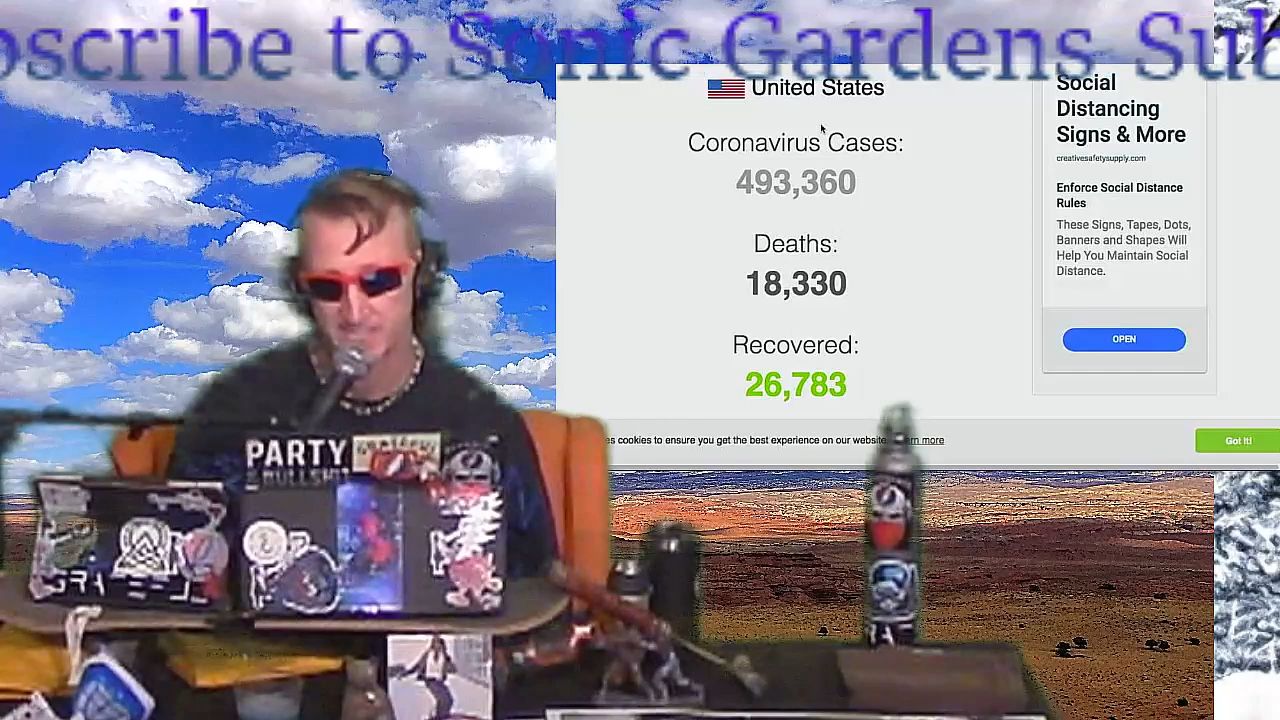 bscribe to Sonic Gardens Sub
United States
Coronavirus Cases:
493,360
Deaths:
18,330
Recovered:
26,783
Social
Distancing
Signs & More
creativesafetysupply.com
Enforce Social Distance
Rules
These Signs, Tapes, Dots,
Banners and Shapes Will
Help You Maintain Social
Distance.
OPEN
es cookies to ensure you get the best experience on our website. more
Got it!
PARTY
& BULLSHIT